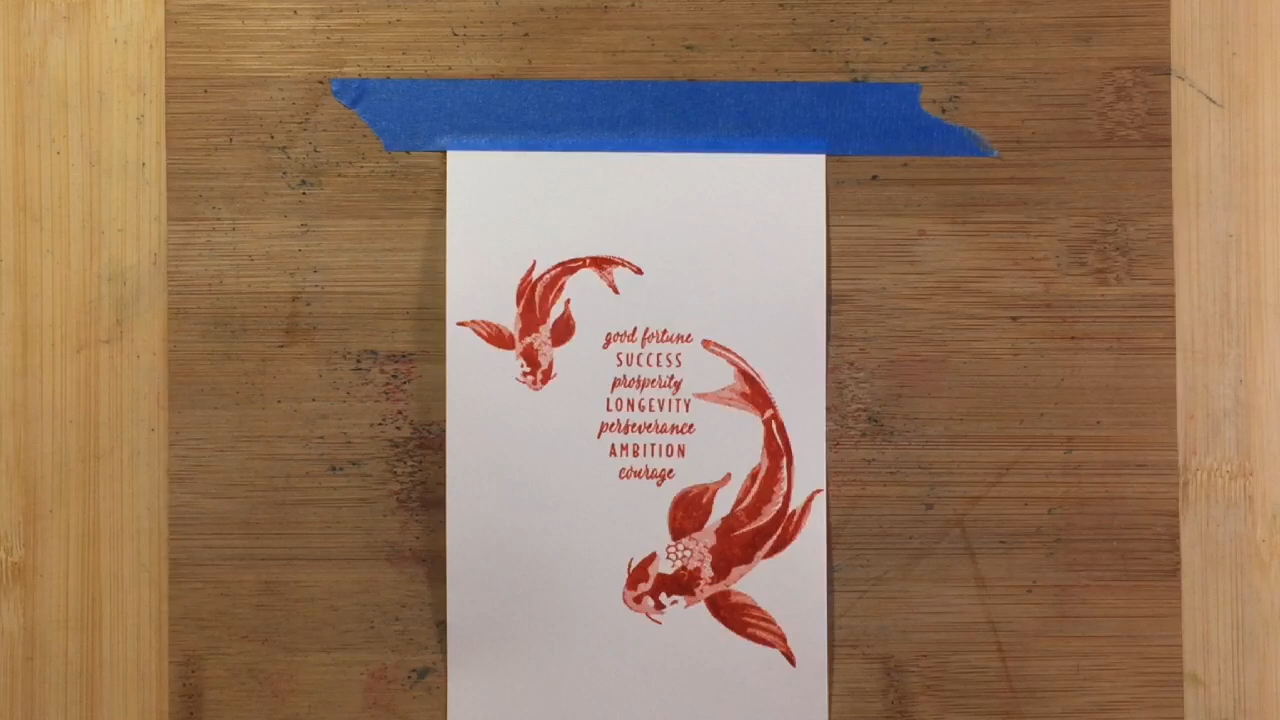 good fortune
SUCCESS
prosperity
LONGEVITY
perseverance
AMBITION
courage